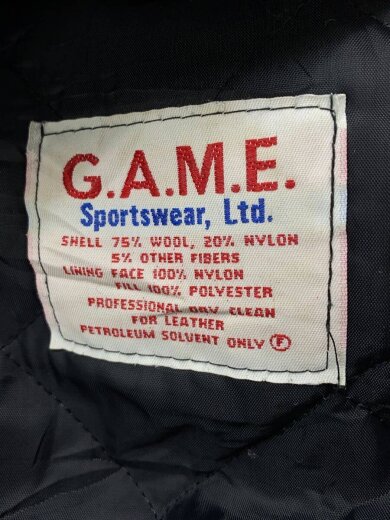 G.A.M.E.
Sportswear, Ltd.
SHELL 75% WOOL, 20% NYLON
5% OTHER FIBERS
LINING FACE 100% NYLON
FILL 100% POLYESTER
PROFESSIONAL DRY CLEAN
FOR LEATHER
PETROLEUM SOLVENT ONLY Ⓕ